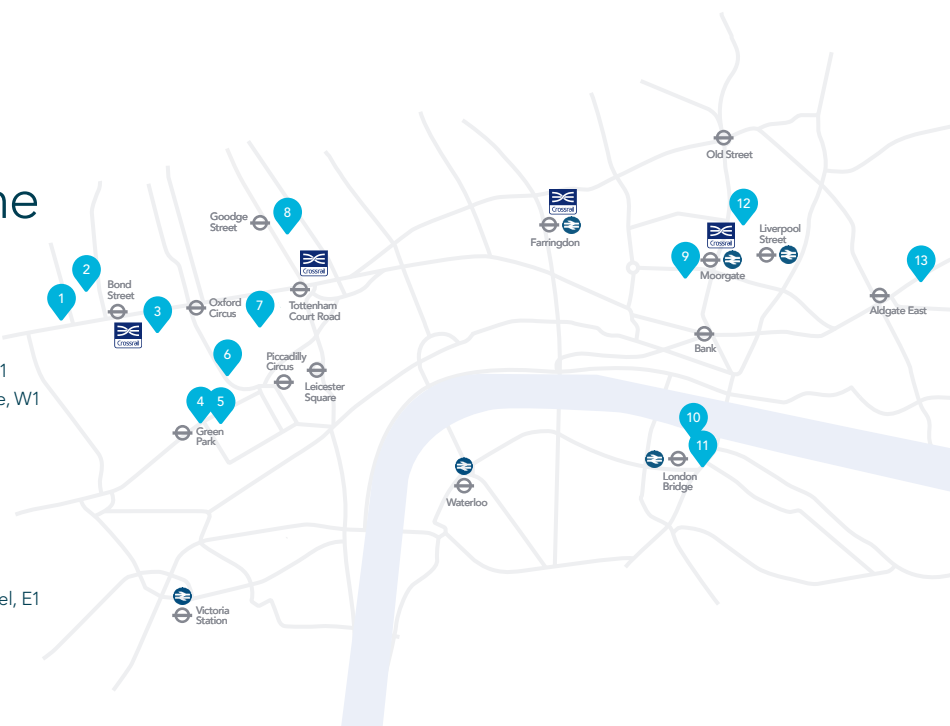 ne
1
e, W1
el, E1
Old Street
12
Crossrail
Farringdon
Goodge
Street
8
Crossrail
Liverpool
Street
9
Moorgate
13
Aldgate East
Crossrail
2
1
Bond
Street
3
Crossrail
Oxford
Circus
7
Tottenham
Court Road
Bank
6
Piccadilly
Circus
Leicester
Square
4
5
Green
Park
10
11
London
Bridge
Waterloo
Victoria
Station